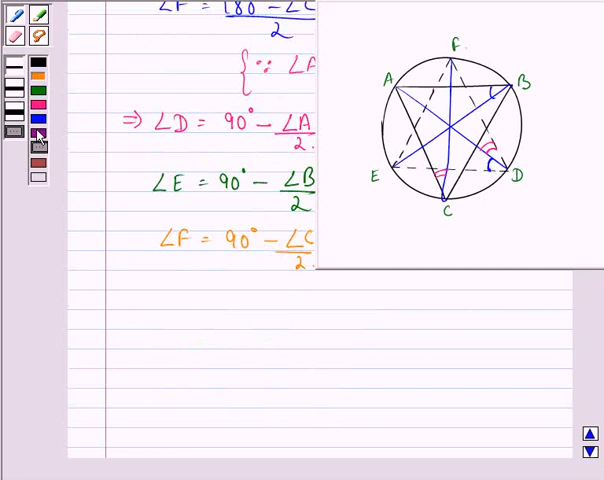 ∠F = 180 - ∠C
2
{∵ ∠A
⇒ ∠D = 90° - ∠A
2.
∠E = 90° - ∠B
2
∠F = 90° - ∠C
2.
F
A
B
E
D
C